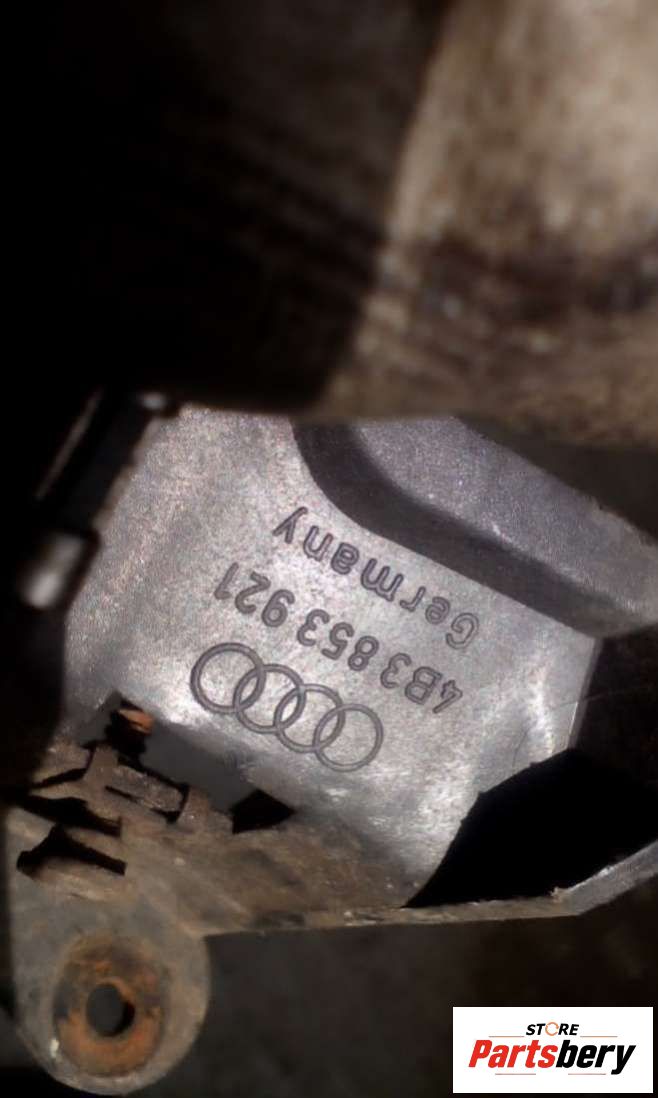 4B3 853 921
Germany
STORE
Partsbery